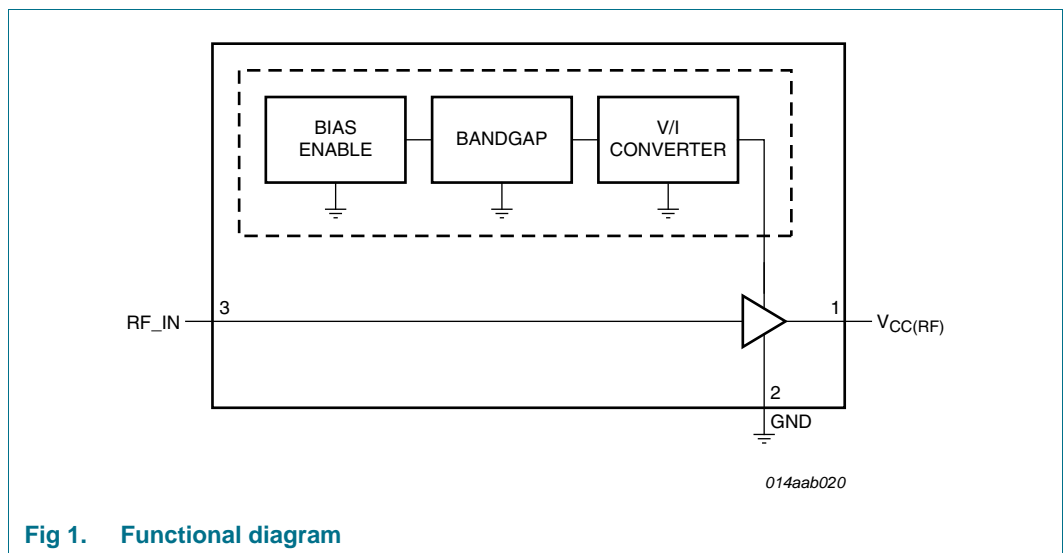 BIAS
ENABLE
BANDGAP
V/I
CONVERTER
RF_IN
3
1
VCC(RF)
2
GND
014aab020
Fig 1. Functional diagram